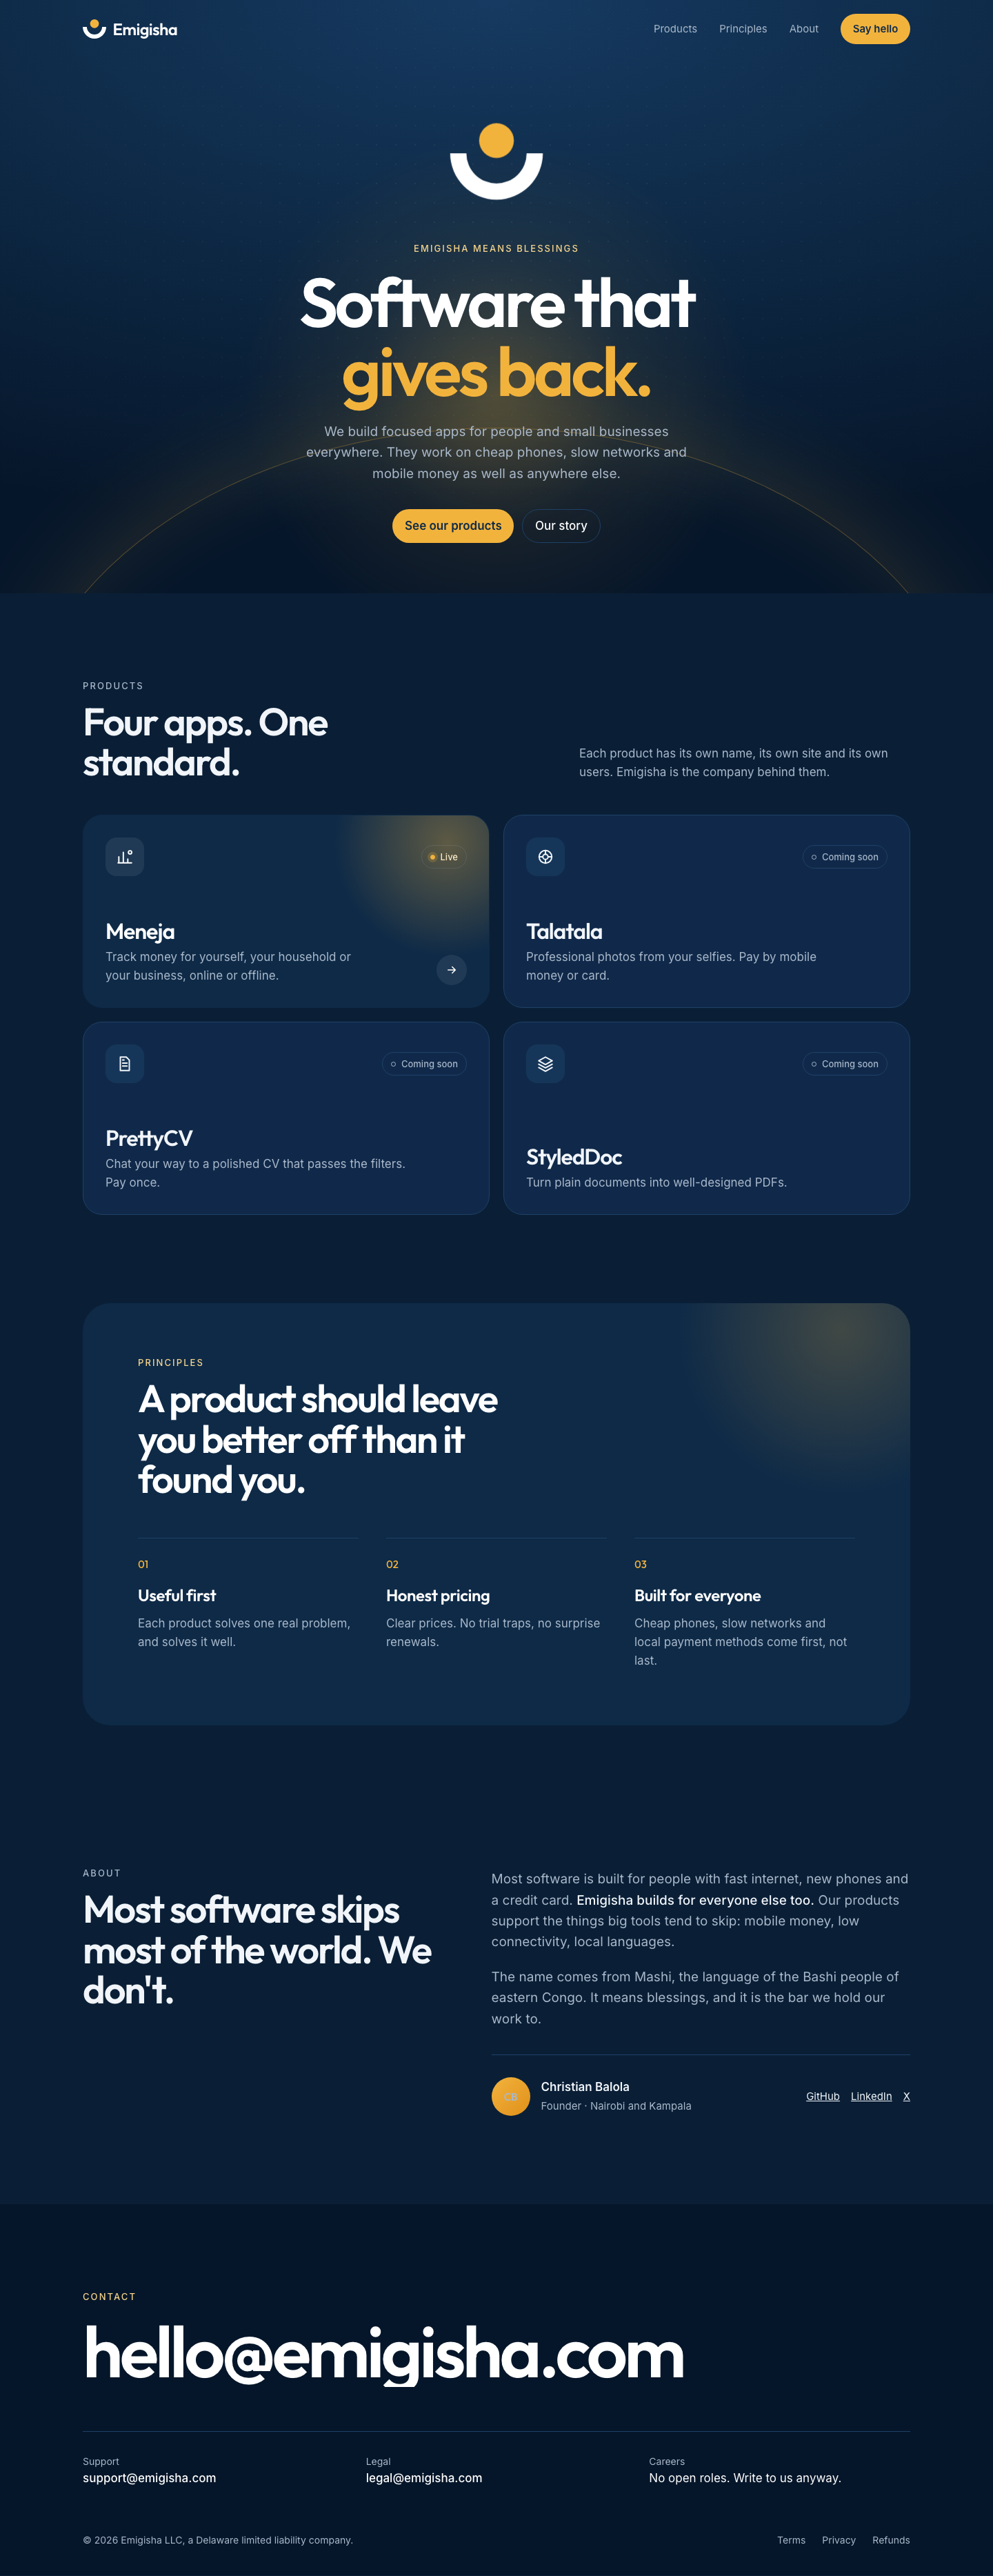 Emigisha
Products
Principles
About
Say hello
EMIGISHA MEANS BLESSINGS
Software that
gives back.
We build focused apps for people and small businesses
everywhere. They work on cheap phones, slow networks and
mobile money as well as anywhere else.
See our products
Our story
PRODUCTS
Four apps. One
standard.
Each product has its own name, its own site and its own
users. Emigisha is the company behind them.
Live
Meneja
Track money for yourself, your household or
your business, online or offline.
Coming soon
Talatala
Professional photos from your selfies. Pay by mobile
money or card.
Coming soon
PrettyCV
Chat your way to a polished CV that passes the filters.
Pay once.
Coming soon
StyledDoc
Turn plain documents into well-designed PDFs.
PRINCIPLES
A product should leave
you better off than it
found you.
01
Useful first
Each product solves one real problem,
and solves it well.
02
Honest pricing
Clear prices. No trial traps, no surprise
renewals.
03
Built for everyone
Cheap phones, slow networks and
local payment methods come first, not
last.
ABOUT
Most software skips
most of the world. We
don't.
Most software is built for people with fast internet, new phones and
a credit card. Emigisha builds for everyone else too. Our products
support the things big tools tend to skip: mobile money, low
connectivity, local languages.
The name comes from Mashi, the language of the Bashi people of
eastern Congo. It means blessings, and it is the bar we hold our
work to.
CB
Christian Balola
Founder · Nairobi and Kampala
GitHub
LinkedIn
X
CONTACT
hello@emigisha.com
Support
support@emigisha.com
Legal
legal@emigisha.com
Careers
No open roles. Write to us anyway.
© 2026 Emigisha LLC, a Delaware limited liability company.
Terms
Privacy
Refunds